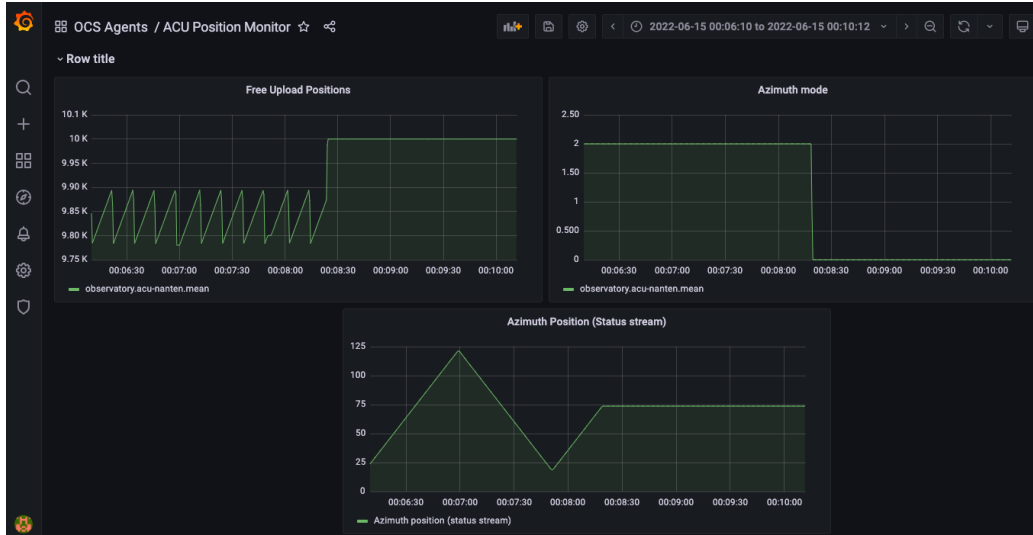 OCS Agents / ACU Position Monitor
2022-06-15 00:06:10 to 2022-06-15 00:10:12
Row title
Free Upload Positions
10.1 K
10 K
9.95 K
9.90 K
9.85 K
9.80 K
9.75 K
00:06:30 00:07:00 00:07:30 00:08:00 00:08:30 00:09:00 00:09:30 00:10:00
observatory.acu-nanten.mean
Azimuth mode
2.50
2
1.50
1
0.500
0
00:06:30 00:07:00 00:07:30 00:08:00 00:08:30 00:09:00 00:09:30 00:10:00
observatory.acu-nanten.mean
Azimuth Position (Status stream)
125
100
75
50
25
0
00:06:30 00:07:00 00:07:30 00:08:00 00:08:30 00:09:00 00:09:30 00:10:00
Azimuth position (status stream)